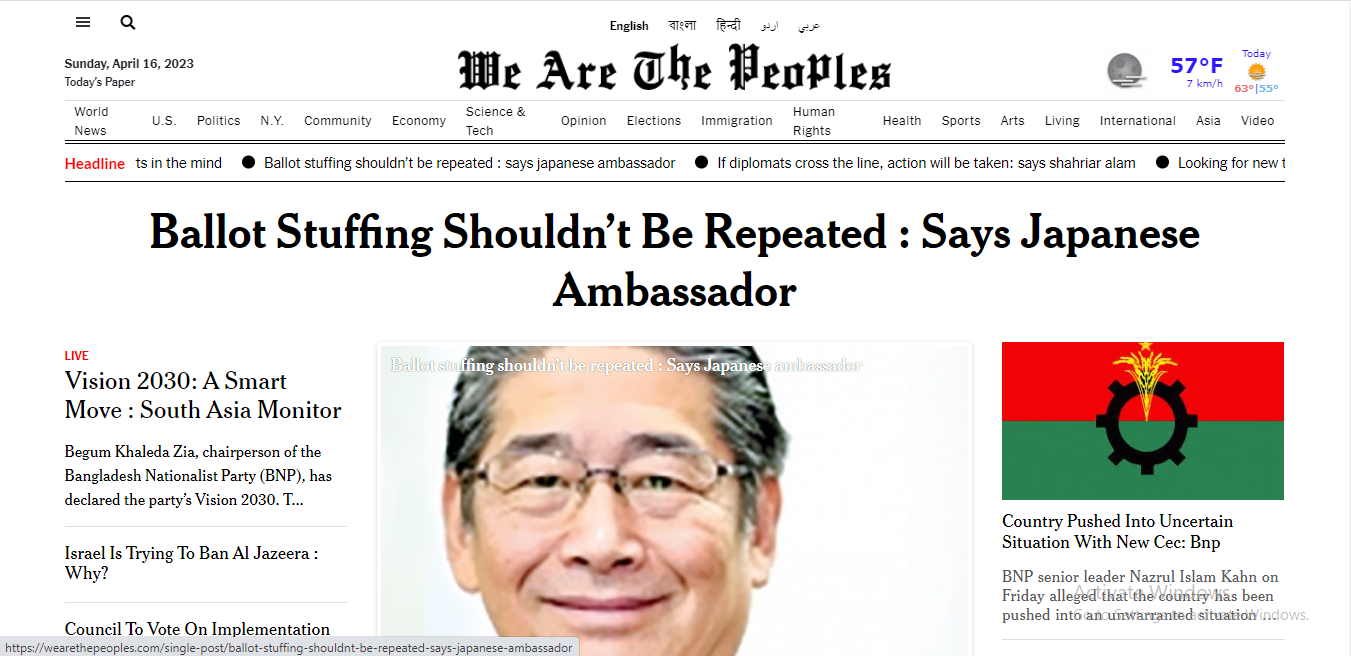 English বাংলা हिन्दी اردو عربي
Sunday, April 16, 2023
Today's Paper
We Are The Peoples
57°F
7 km/h
Today
63°|55°
World News U.S. Politics N.Y. Community Economy Science & Tech Opinion Elections Immigration Human Rights Health Sports Arts Living International Asia Video
Headline ts in the mind ● Ballot stuffing shouldn't be repeated : says japanese ambassador ● If diplomats cross the line, action will be taken: says shahriar alam ● Looking for new t
Ballot Stuffing Shouldn't Be Repeated : Says Japanese
Ambassador
LIVE
Vision 2030: A Smart
Move : South Asia Monitor
Begum Khaleda Zia, chairperson of the
Bangladesh Nationalist Party (BNP), has
declared the party's Vision 2030. T...
Israel Is Trying To Ban Al Jazeera :
Why?
Council To Vote On Implementation
Ballot stuffing shouldn't be repeated : Says Japanese ambassador
Country Pushed Into Uncertain
Situation With New Cec: Bnp
BNP senior leader Nazrul Islam Kahn on
Friday alleged that the country has been
pushed into an unwarranted situation ...
Activate Windows
Go to Settings to activate Windows.
https://wearethepeoples.com/single-post/ballot-stuffing-shouldnt-be-repeated-says-japanese-ambassador